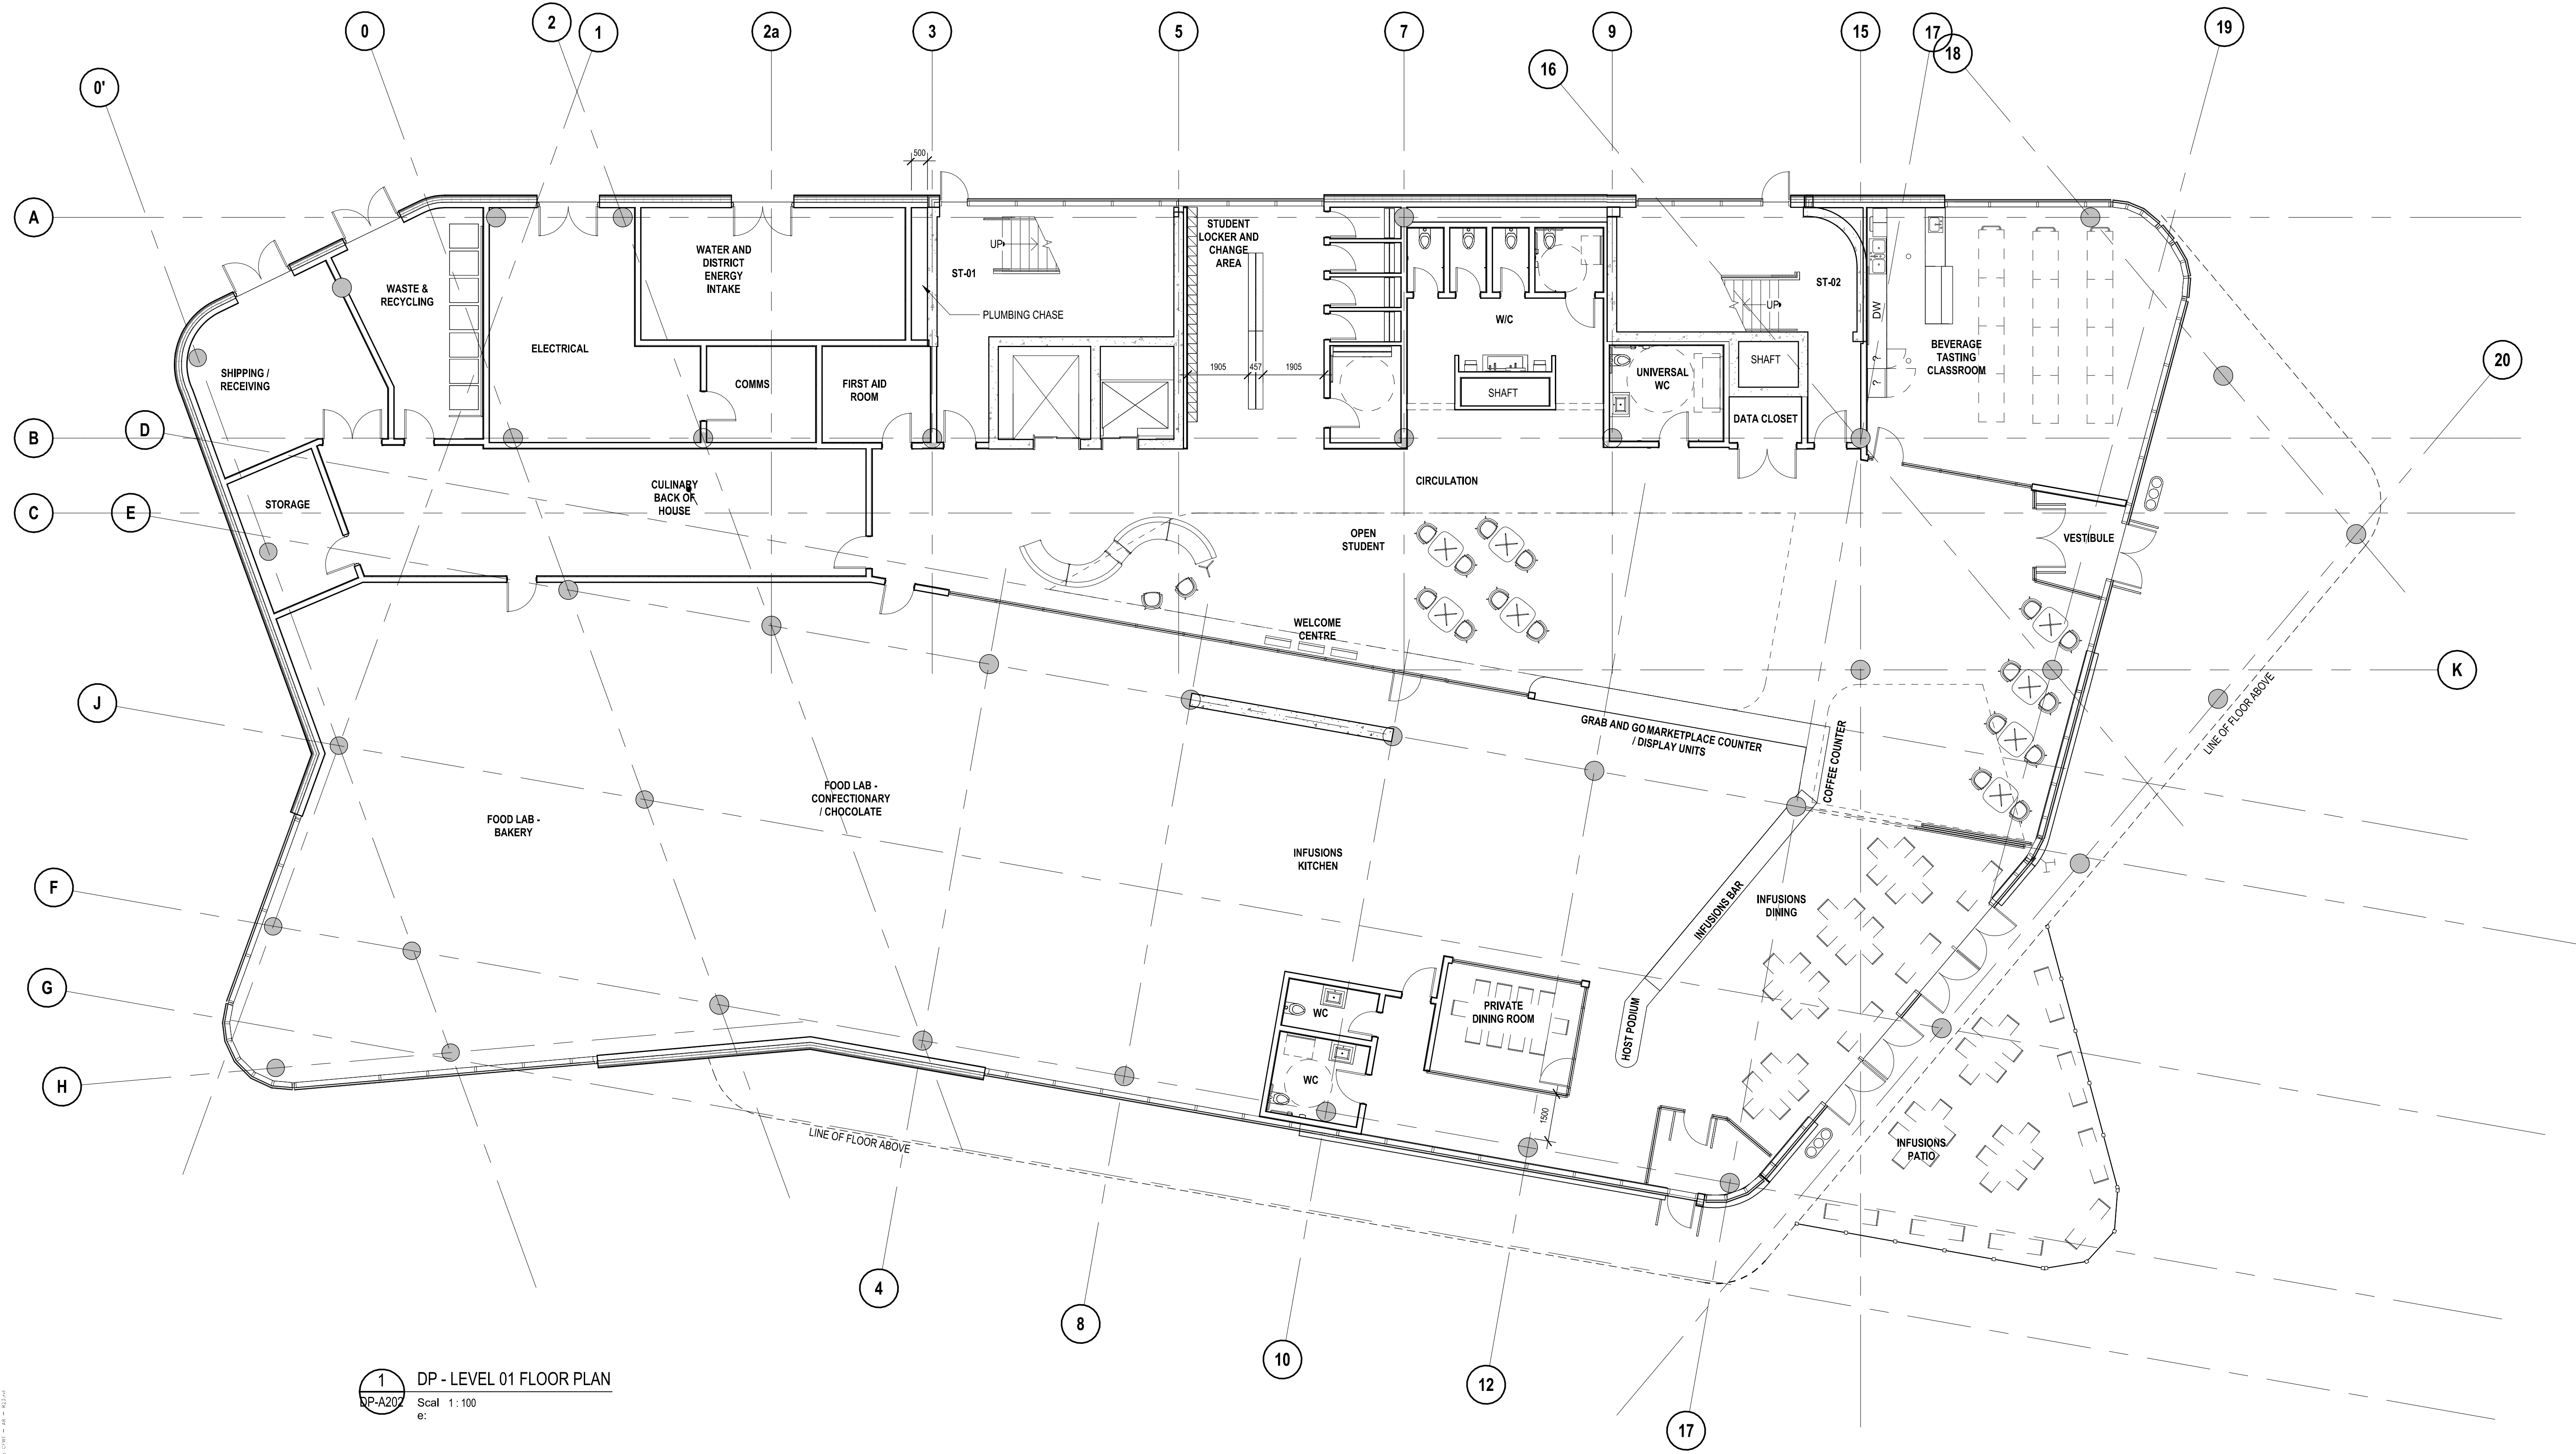 0'
0
2
1
2a
3
5
7
16
9
15
17
18
19
20
A
B
D
C
E
J
K
F
G
H
4
8
10
12
17
500
WASTE &
RECYCLING
SHIPPING /
RECEIVING
ELECTRICAL
WATER AND
DISTRICT
ENERGY
INTAKE
COMMS
FIRST AID
ROOM
ST-01
UP
PLUMBING CHASE
STUDENT
LOCKER AND
CHANGE
AREA
1905
457
1905
W/C
SHAFT
UNIVERSAL
WC
SHAFT
DATA CLOSET
ST-02
UP
DW
?
?
BEVERAGE
TASTING
CLASSROOM
STORAGE
CULINARY
BACK OF
HOUSE
CIRCULATION
OPEN
STUDENT
WELCOME
CENTRE
VESTIBULE
GRAB AND GO MARKETPLACE COUNTER
/ DISPLAY UNITS
COFFEE COUNTER
LINE OF FLOOR ABOVE
FOOD LAB -
BAKERY
FOOD LAB -
CONFECTIONARY
/ CHOCOLATE
INFUSIONS
KITCHEN
INFUSIONS BAR
INFUSIONS
DINING
WC
WC
PRIVATE
DINING ROOM
HOST PODIUM
1500
INFUSIONS
PATIO
LINE OF FLOOR ABOVE
1
DP-A202
DP - LEVEL 01 FLOOR PLAN
Scal 1 : 100
e: